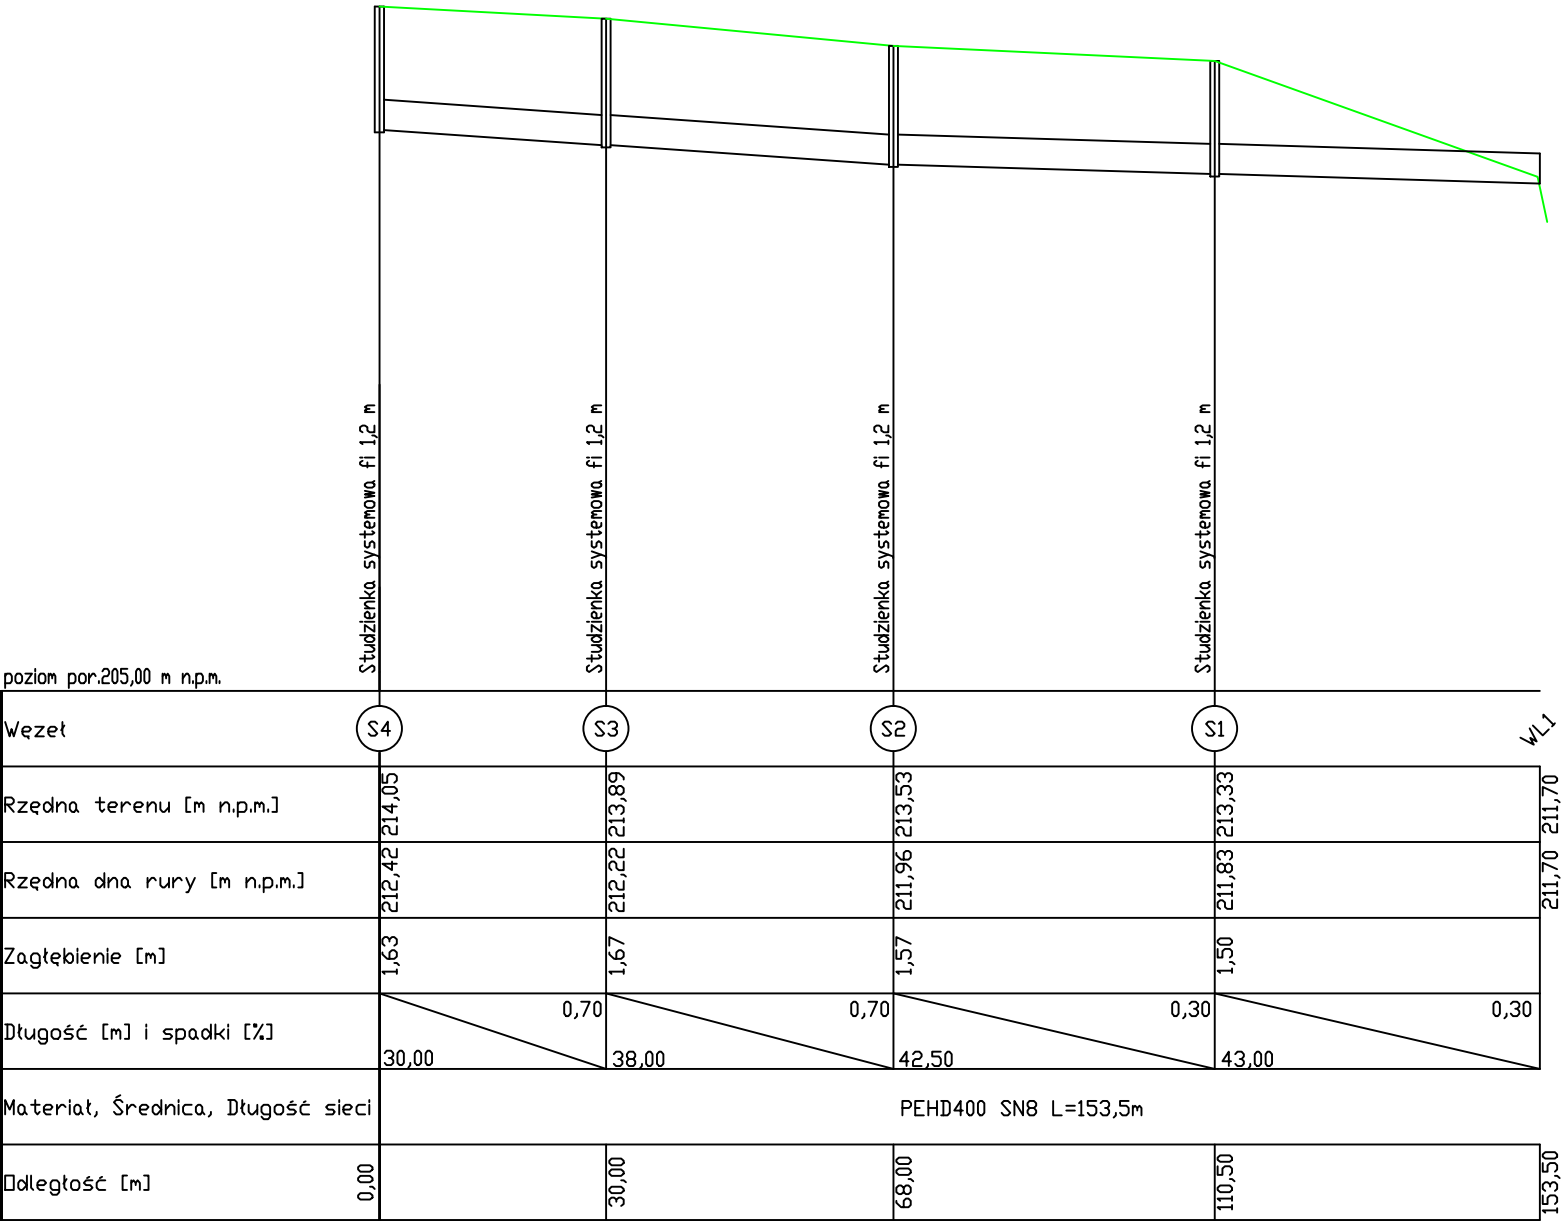 Studzienka systemowa fi 1,2 m
Studzienka systemowa fi 1,2 m
Studzienka systemowa fi 1,2 m
Studzienka systemowa fi 1,2 m
poziom por.205,00 m n.p.m.
Węzeł S4 S3 S2 S1 WL1
Rzędna terenu [m n.p.m.] 214,05 213,89 213,53 213,33 211,70
Rzędna dna rury [m n.p.m.] 212,42 212,22 211,96 211,83 211,70
Zagłębienie [m] 1,63 1,67 1,57 1,50
0,70 0,70 0,30 0,30
Długość [m] i spadki [%]
30,00 38,00 42,50 43,00
Materiał, Średnica, Długość sieci PEHD400 SN8 L=153,5m
Odległość [m] 0,00 30,00 68,00 110,50 153,50